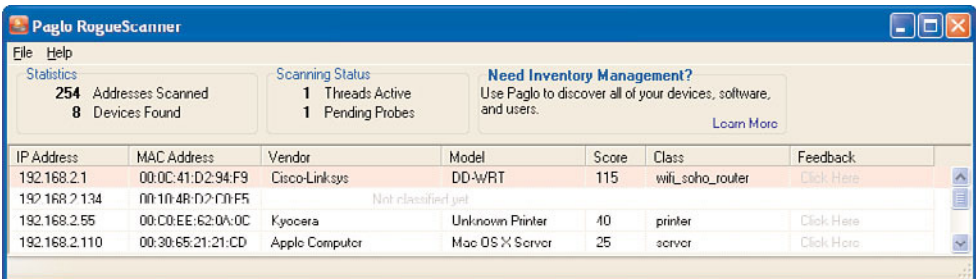 Paglo RogueScanner
File Help
Statistics
254 Addresses Scanned
8 Devices Found
Scanning Status
1 Threads Active
1 Pending Probes
Need Inventory Management?
Use Paglo to discover all of your devices, software,
and users.
Learn More
IP Address MAC Address Vendor Model Score Class Feedback
192.168.2.1 00:0C:41:D2:94:F9 Cisco-Linksys DD-WRT 115 wifi_soho_router Click Here
192.168.2.134 00:10:4B:D2:C0:F5 Not classified yet
192.168.2.55 00:C0:EE:62:0A:0C Kyocera Unknown Printer 40 printer Click Here
192.168.2.110 00:30:65:21:21:CD Apple Computer Mac OS X Server 25 server Click Here